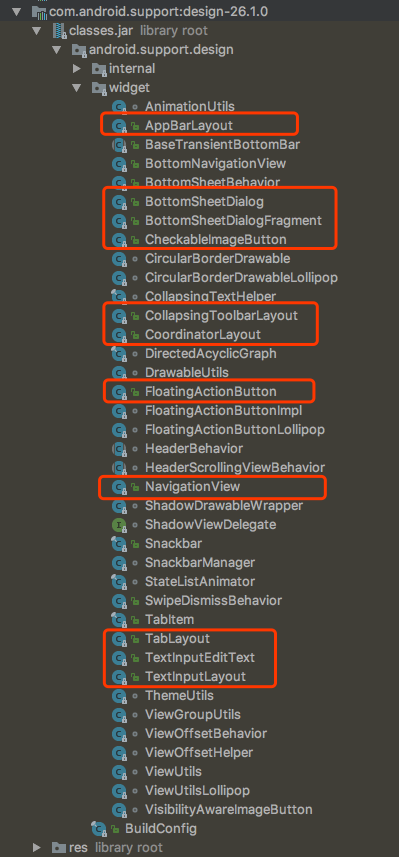 com.android.support:design-26.1.0
classes.jar library root
android.support.design
internal
widget
AnimationUtils
AppBarLayout
BaseTransientBottomBar
BottomNavigationView
BottomSheetBehavior
BottomSheetDialog
BottomSheetDialogFragment
CheckableImageButton
CircularBorderDrawable
CircularBorderDrawableLollipop
CollapsingTextHelper
CollapsingToolbarLayout
CoordinatorLayout
DirectedAcyclicGraph
DrawableUtils
FloatingActionButton
FloatingActionButtonImpl
FloatingActionButtonLollipop
HeaderBehavior
HeaderScrollingViewBehavior
NavigationView
ShadowDrawableWrapper
ShadowViewDelegate
Snackbar
SnackbarManager
StateListAnimator
SwipeDismissBehavior
TabItem
TabLayout
TextInputEditText
TextInputLayout
ThemeUtils
ViewGroupUtils
ViewOffsetBehavior
ViewOffsetHelper
ViewUtils
ViewUtilsLollipop
VisibilityAwareImageButton
BuildConfig
res library root